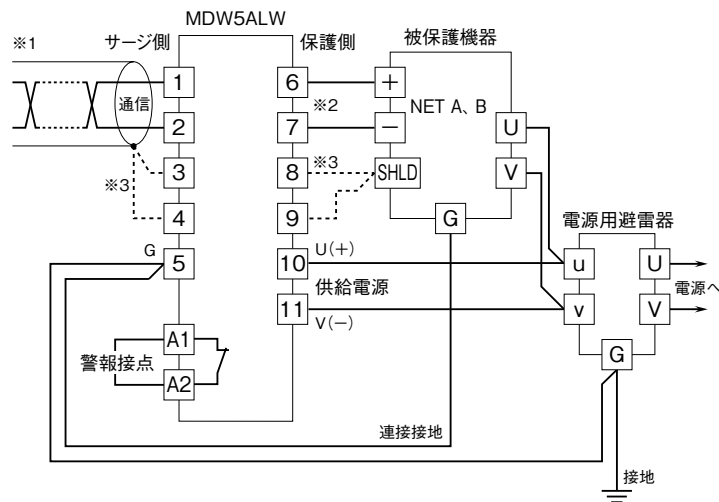 MDW5ALW
※1
サージ側
保護側
被保護機器
1
6
+
通信
※2
NET A、B
2
7
−
U
※3
3
8
SHLD
V
※3
4
9
G
電源用避雷器
G
5
U(+)
10
u
U
供給電源
電源へ
11
v
V
V(−)
A1
G
警報接点
A2
連接接地
接地